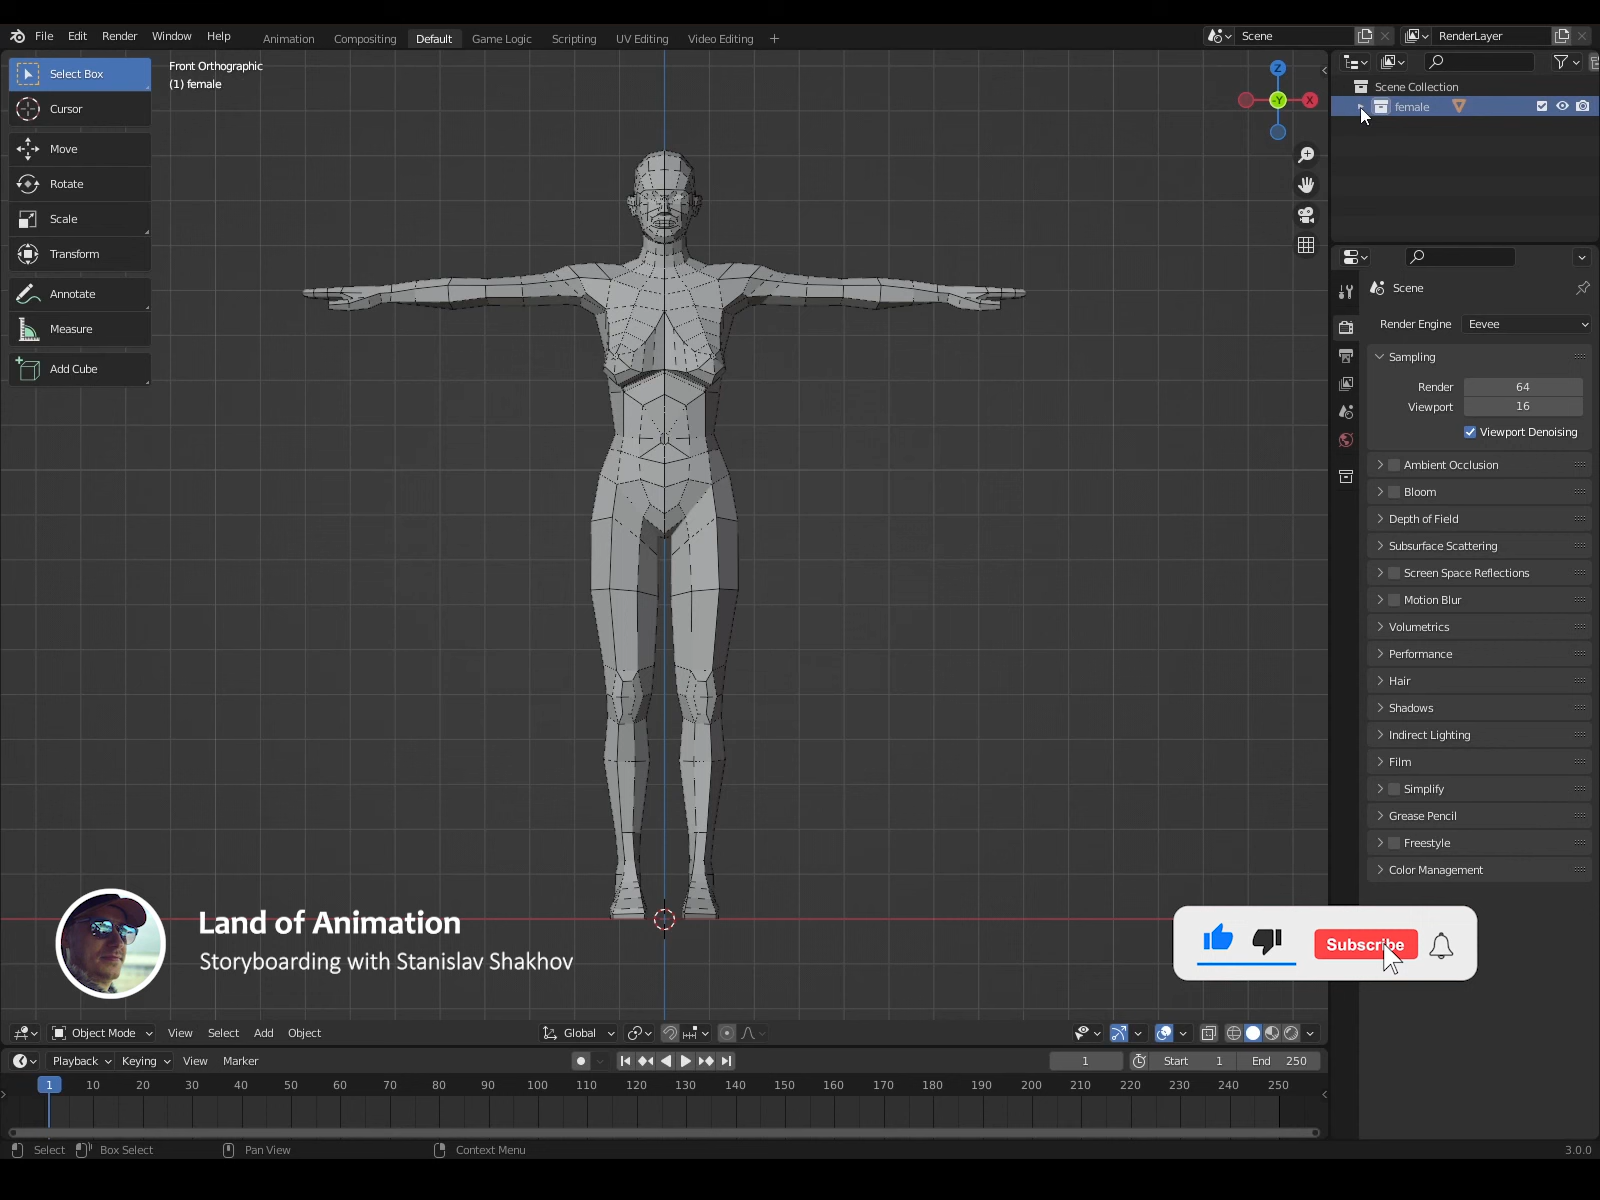 File Edit Render Window Help Animation Compositing Default Game Logic Scripting UV Editing Video Editing + Scene RenderLayer
Select Box
Cursor
Move
Rotate
Scale
Transform
Annotate
Measure
Add Cube
Front Orthographic
(1) female
Z
Y X
Scene Collection
female
Scene
Render Engine Eevee
Sampling
Render 64
Viewport 16
Viewport Denoising
Ambient Occlusion
Bloom
Depth of Field
Subsurface Scattering
Screen Space Reflections
Motion Blur
Volumetrics
Performance
Hair
Shadows
Indirect Lighting
Film
Simplify
Grease Pencil
Freestyle
Color Management
Land of Animation
Storyboarding with Stanislav Shakhov
Subscribe
Object Mode View Select Add Object Global
Playback Keying View Marker 1 Start 1 End 250
1 10 20 30 40 50 60 70 80 90 100 110 120 130 140 150 160 170 180 190 200 210 220 230 240 250
Select Box Select Pan View Context Menu 3.0.0